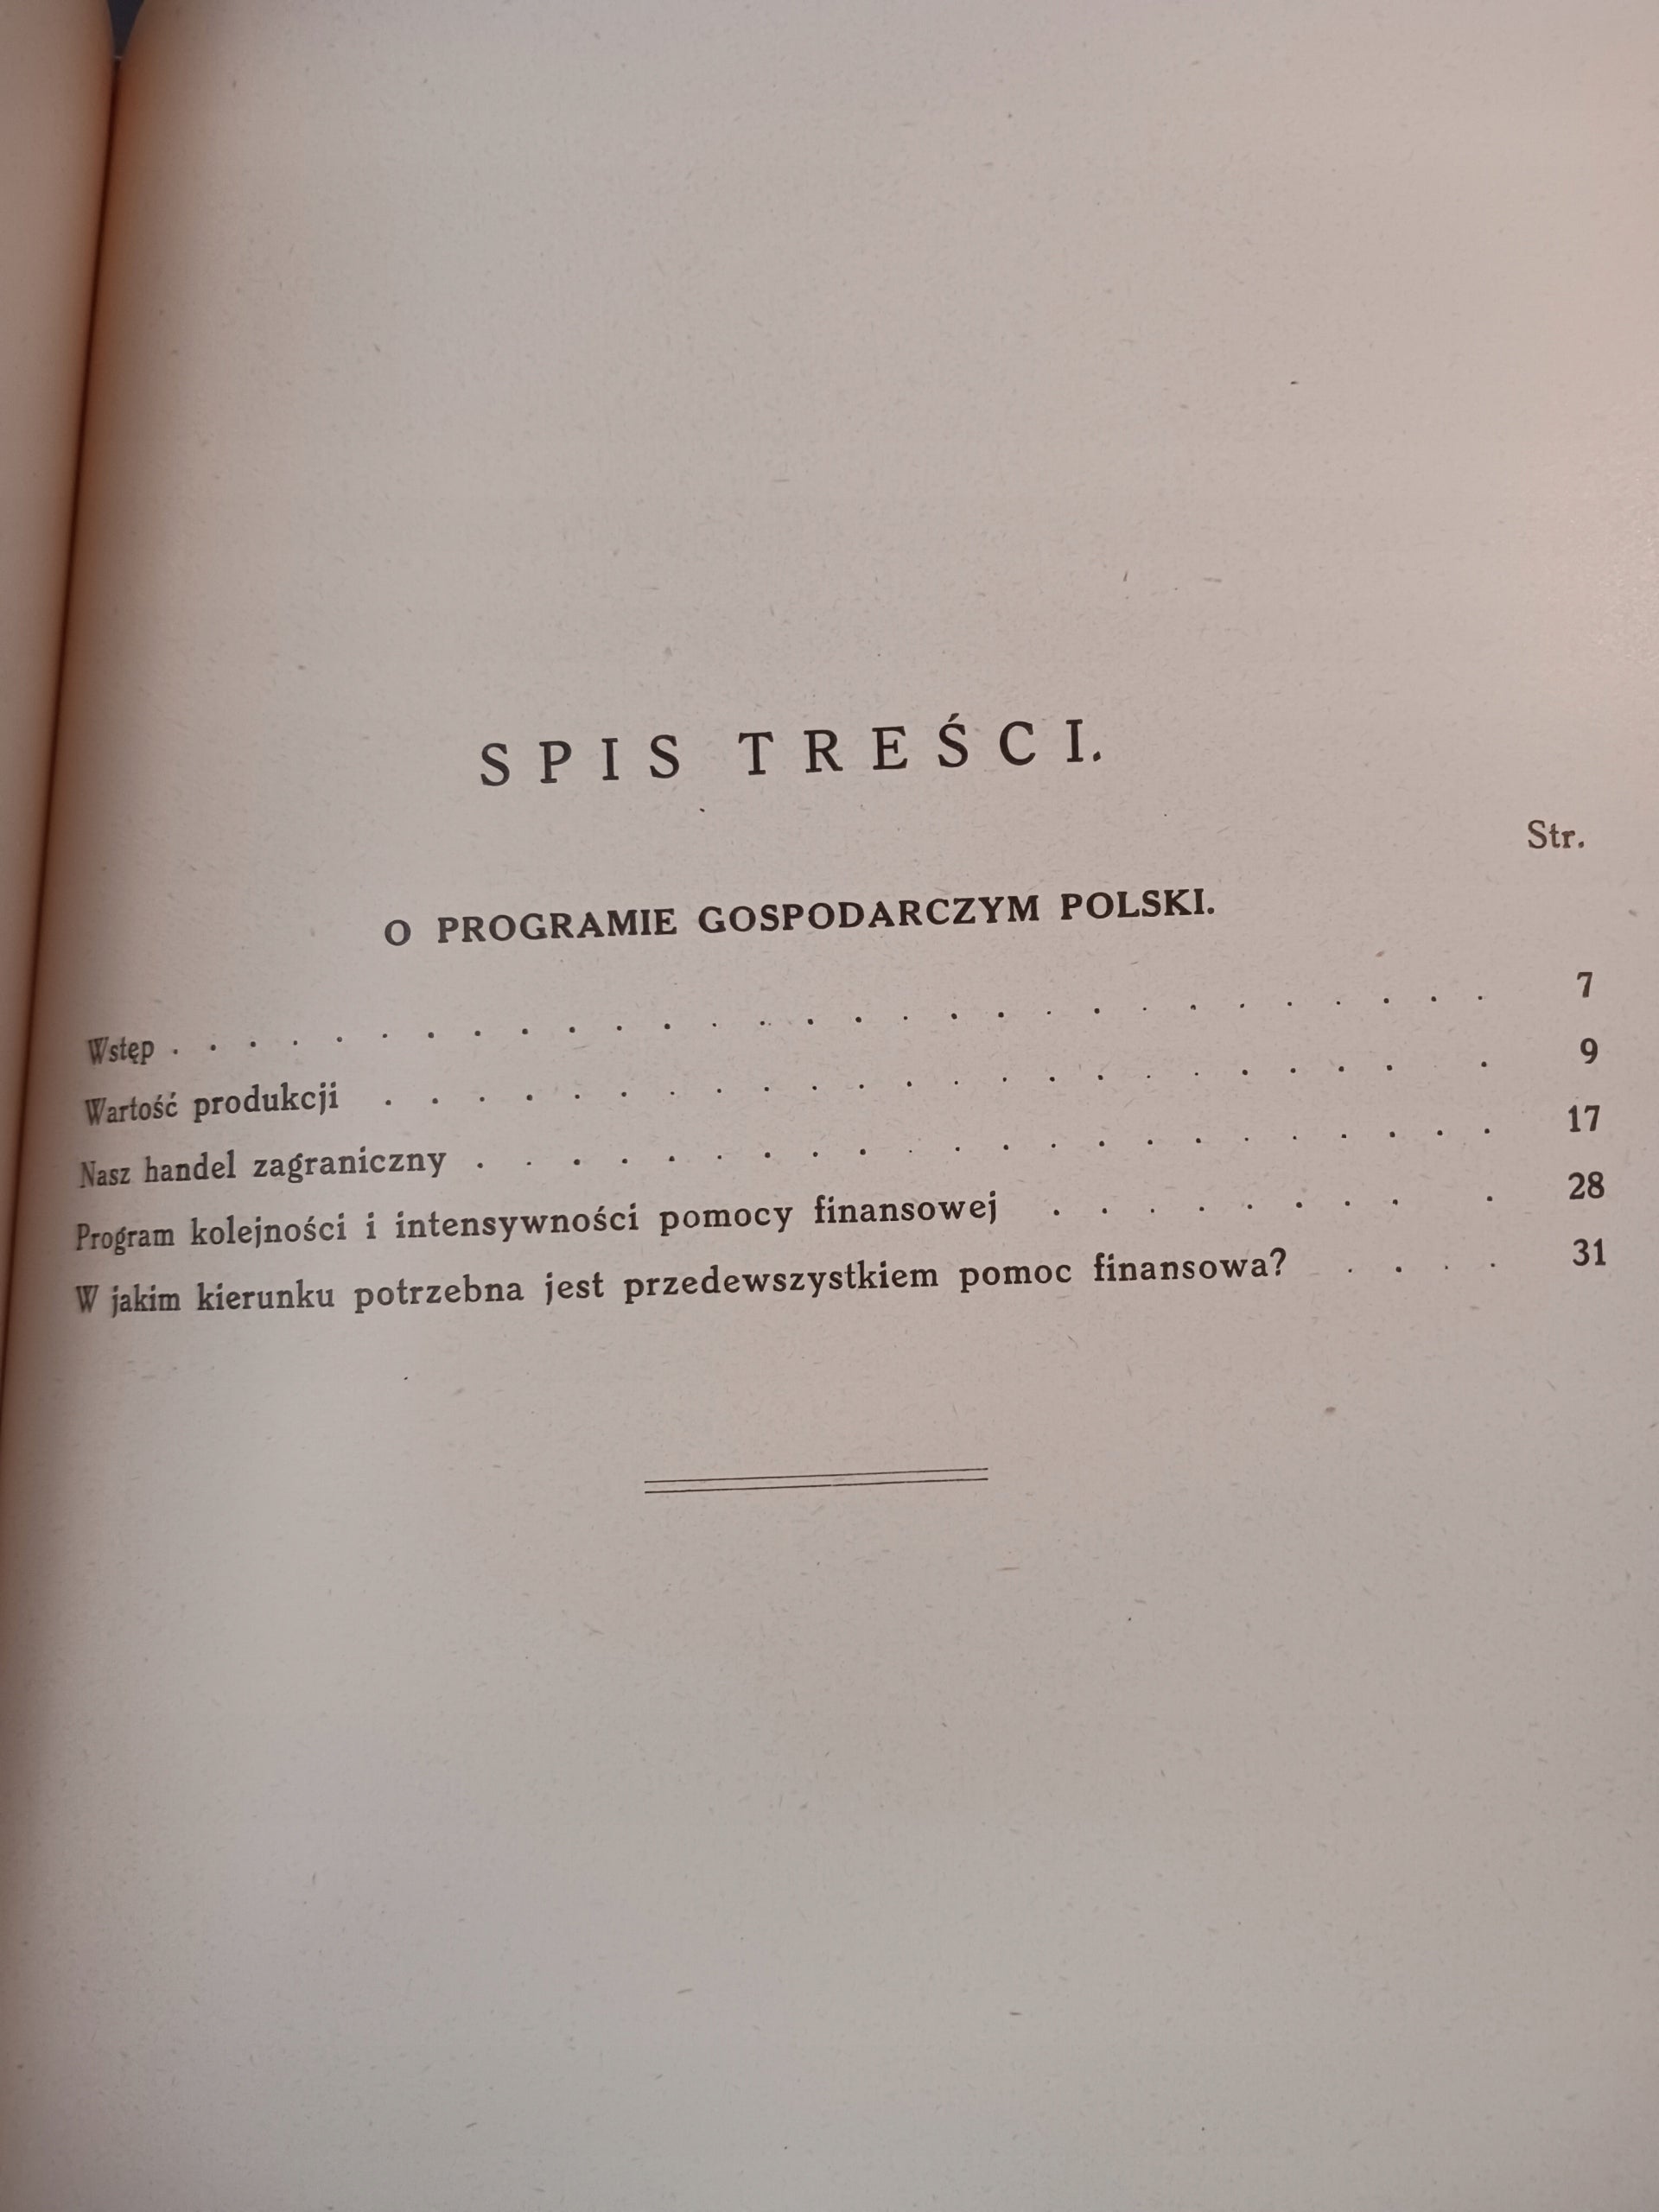 SPIS TREŚCI.
Str.
O PROGRAMIE GOSPODARCZYM POLSKI.
Wstęp . . . . . . . . . . . . . . . . . . . . . . . . . . . . 7
Wartość produkcji . . . . . . . . . . . . . . . . . . . . . . . 9
Nasz handel zagraniczny . . . . . . . . . . . . . . . . . . . . . . 17
Program kolejności i intensywności pomocy finansowej . . . . . . . . . 28
W jakim kierunku potrzebna jest przedewszystkiem pomoc finansowa? . . . . 31